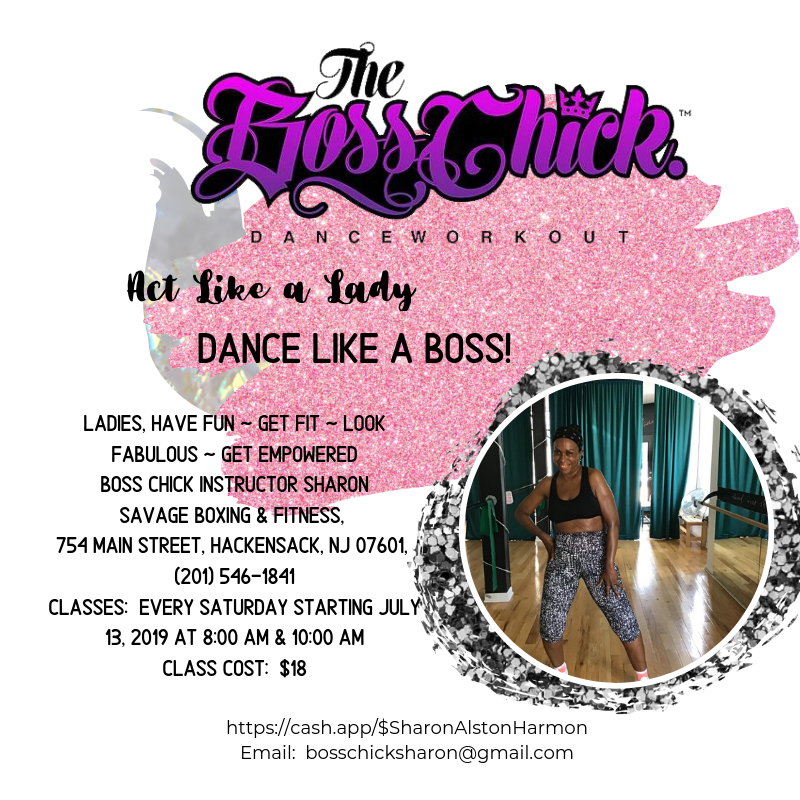 The
Boss Chick.™
DANCEWORKOUT
Act Like a Lady
DANCE LIKE A BOSS!
LADIES, HAVE FUN ~ GET FIT ~ LOOK
FABULOUS ~ GET EMPOWERED
BOSS CHICK INSTRUCTOR SHARON
SAVAGE BOXING & FITNESS,
754 MAIN STREET, HACKENSACK, NJ 07601,
(201) 546-1841
CLASSES:  EVERY SATURDAY STARTING JULY
13, 2019 AT 8:00 AM & 10:00 AM
CLASS COST:  $18
https://cash.app/$SharonAlstonHarmon
Email:  bosschicksharon@gmail.com